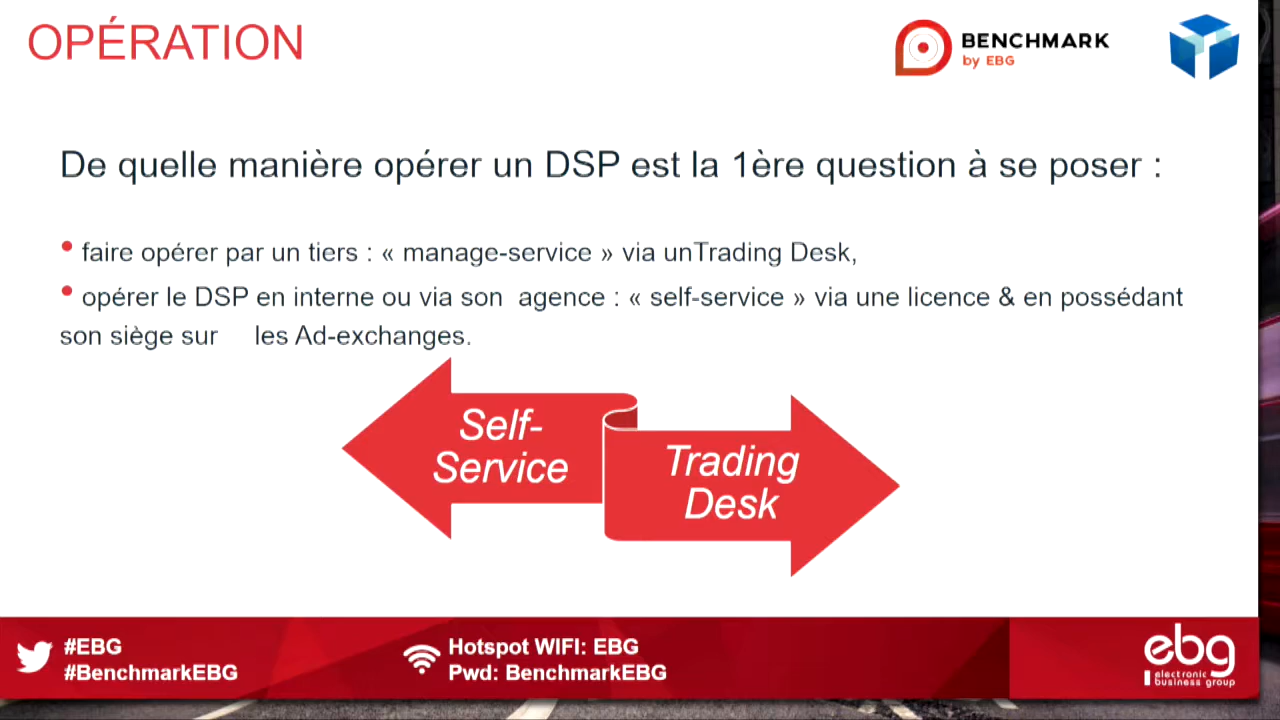 OPÉRATION
BENCHMARK
by EBG
De quelle manière opérer un DSP est la 1ère question à se poser :
• faire opérer par un tiers : « manage-service » via unTrading Desk,
• opérer le DSP en interne ou via son agence : « self-service » via une licence & en possédant
son siège sur les Ad-exchanges.
Self-
Service
Trading
Desk
#EBG
#BenchmarkEBG
Hotspot WIFI: EBG
Pwd: BenchmarkEBG
ebg
electronic
business group